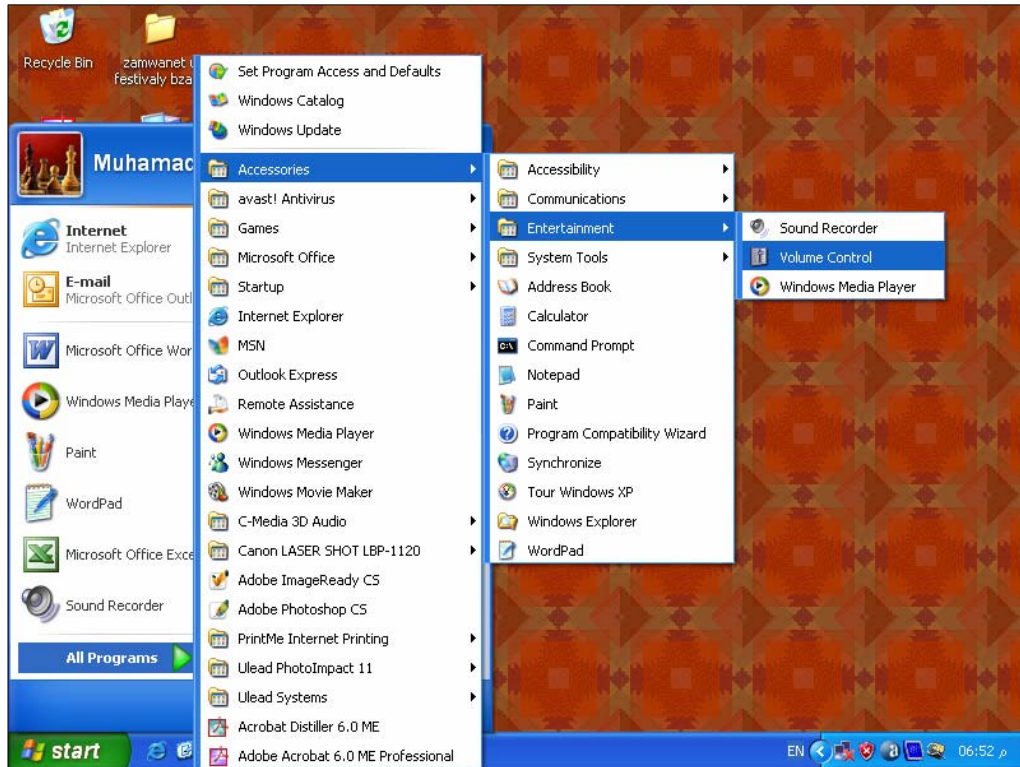 Recycle Bin
zamwanet
festivaly bza
Muhamad
Internet
Internet Explorer
E-mail
Microsoft Office Outl
Microsoft Office Wor
Windows Media Playe
Paint
WordPad
Microsoft Office Exce
Sound Recorder
All Programs
start
Set Program Access and Defaults
Windows Catalog
Windows Update
Accessories
avast! Antivirus
Games
Microsoft Office
Startup
Internet Explorer
MSN
Outlook Express
Remote Assistance
Windows Media Player
Windows Messenger
Windows Movie Maker
C-Media 3D Audio
Canon LASER SHOT LBP-1120
Adobe ImageReady CS
Adobe Photoshop CS
PrintMe Internet Printing
Ulead PhotoImpact 11
Ulead Systems
Acrobat Distiller 6.0 ME
Adobe Acrobat 6.0 ME Professional
Accessibility
Communications
Entertainment
System Tools
Address Book
Calculator
Command Prompt
Notepad
Paint
Program Compatibility Wizard
Synchronize
Tour Windows XP
Windows Explorer
WordPad
Sound Recorder
Volume Control
Windows Media Player
EN
06:52 م